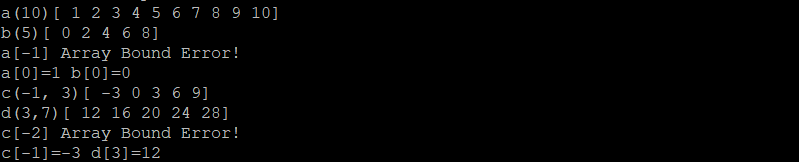 a(10)[ 1 2 3 4 5 6 7 8 9 10]
b(5)[ 0 2 4 6 8]
a[-1] Array Bound Error!
a[0]=1 b[0]=0
c(-1, 3)[ -3 0 3 6 9]
d(3,7)[ 12 16 20 24 28]
c[-2] Array Bound Error!
c[-1]=-3 d[3]=12